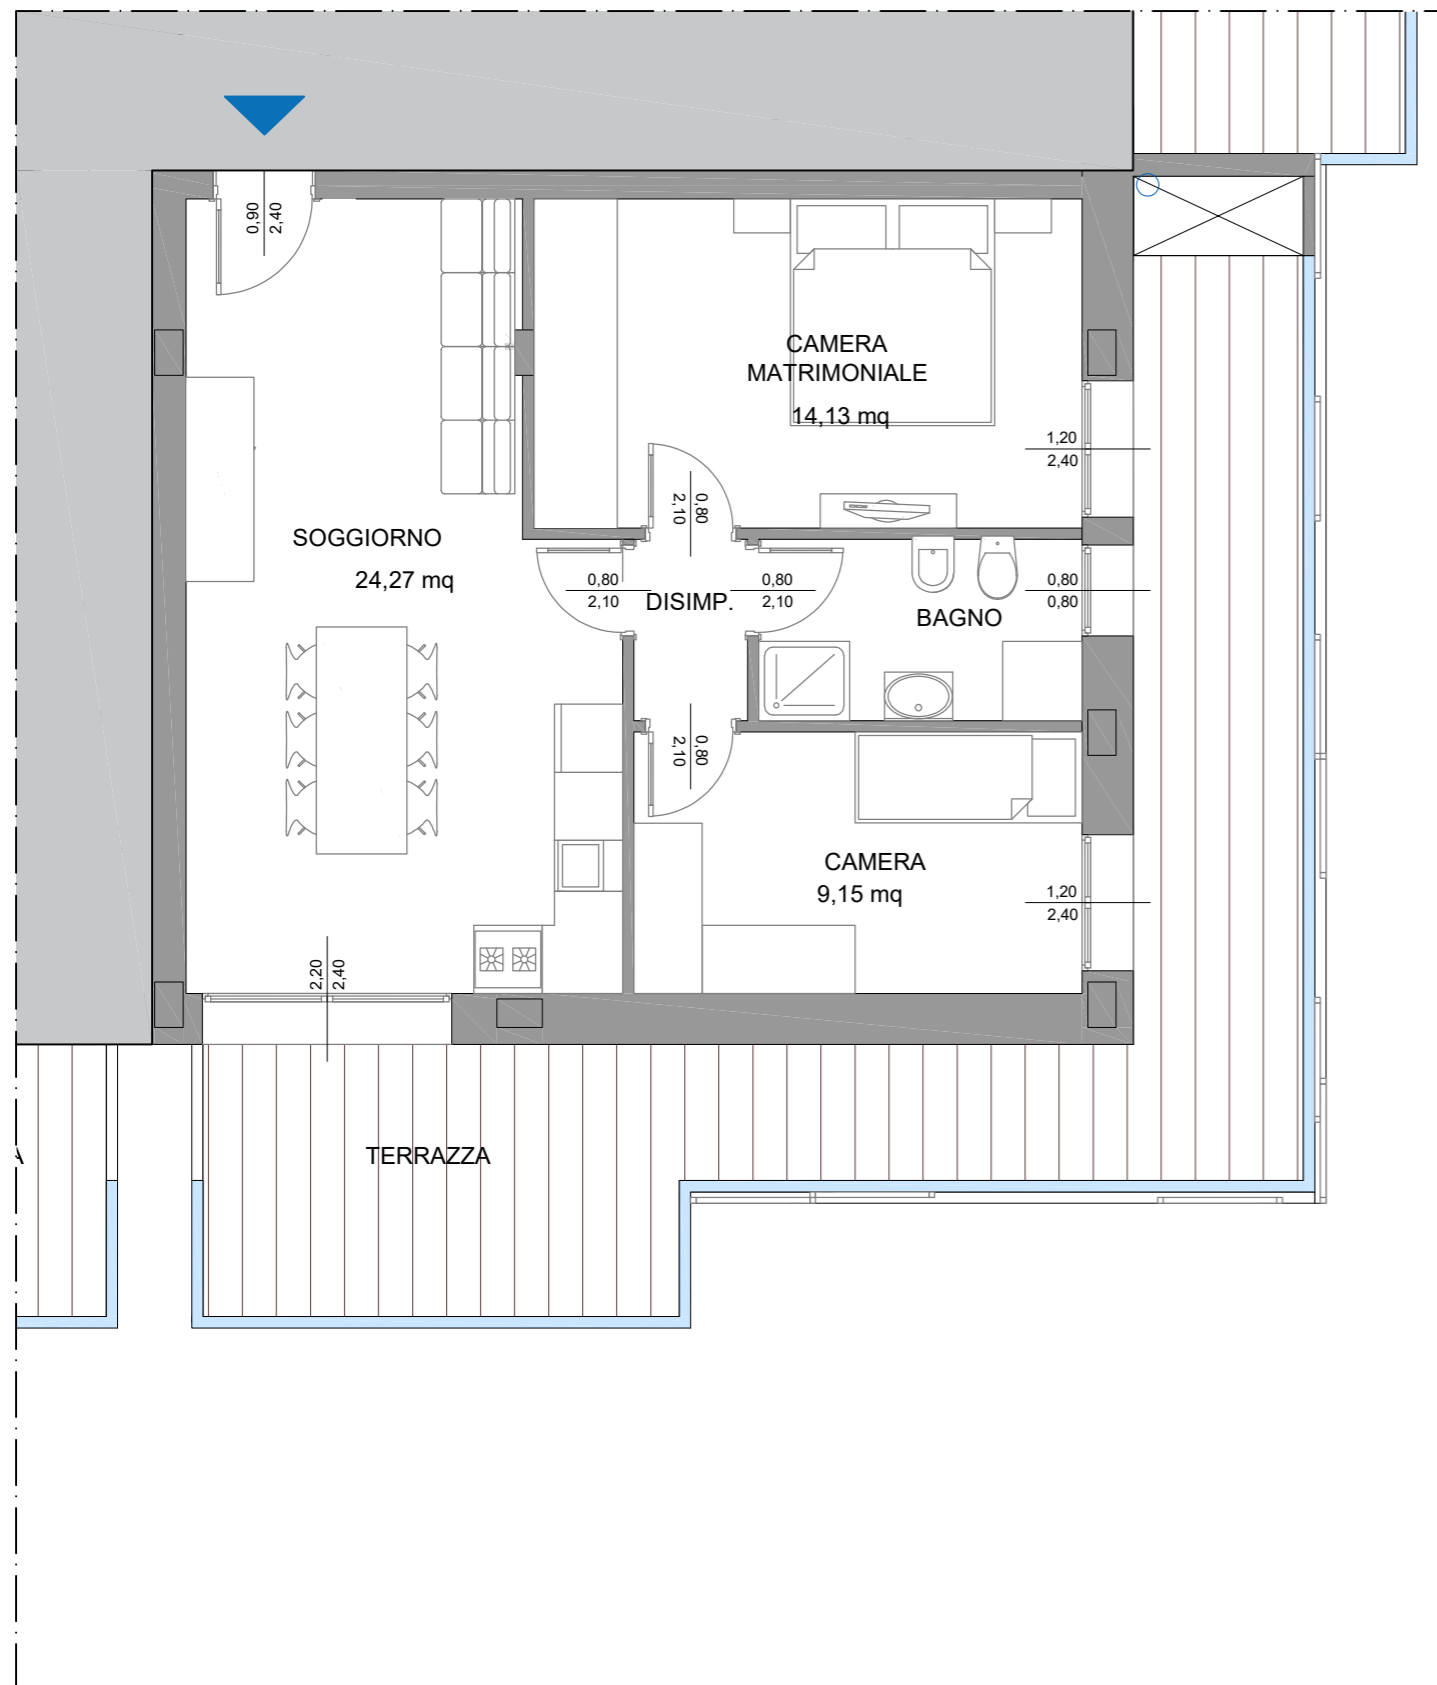 0,90
2,40
CAMERA
MATRIMONIALE
14,13 mq
1,20
2,40
0,80
2,10
SOGGIORNO
24,27 mq
0,80
2,10
DISIMP.
0,80
2,10
BAGNO
0,80
0,80
0,80
2,10
CAMERA
9,15 mq
1,20
2,40
2,20
2,40
TERRAZZA
A